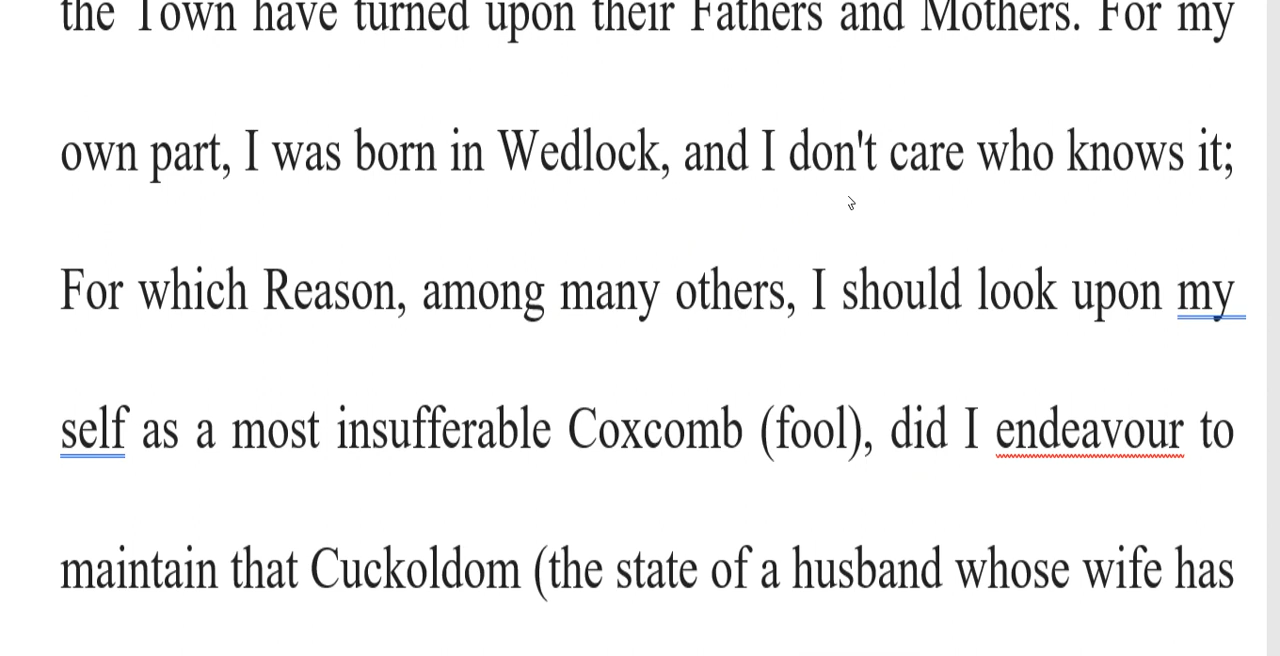 the Town have turned upon their Fathers and Mothers. For my
own part, I was born in Wedlock, and I don't care who knows it;
For which Reason, among many others, I should look upon my
self as a most insufferable Coxcomb (fool), did I endeavour to
maintain that Cuckoldom (the state of a husband whose wife has